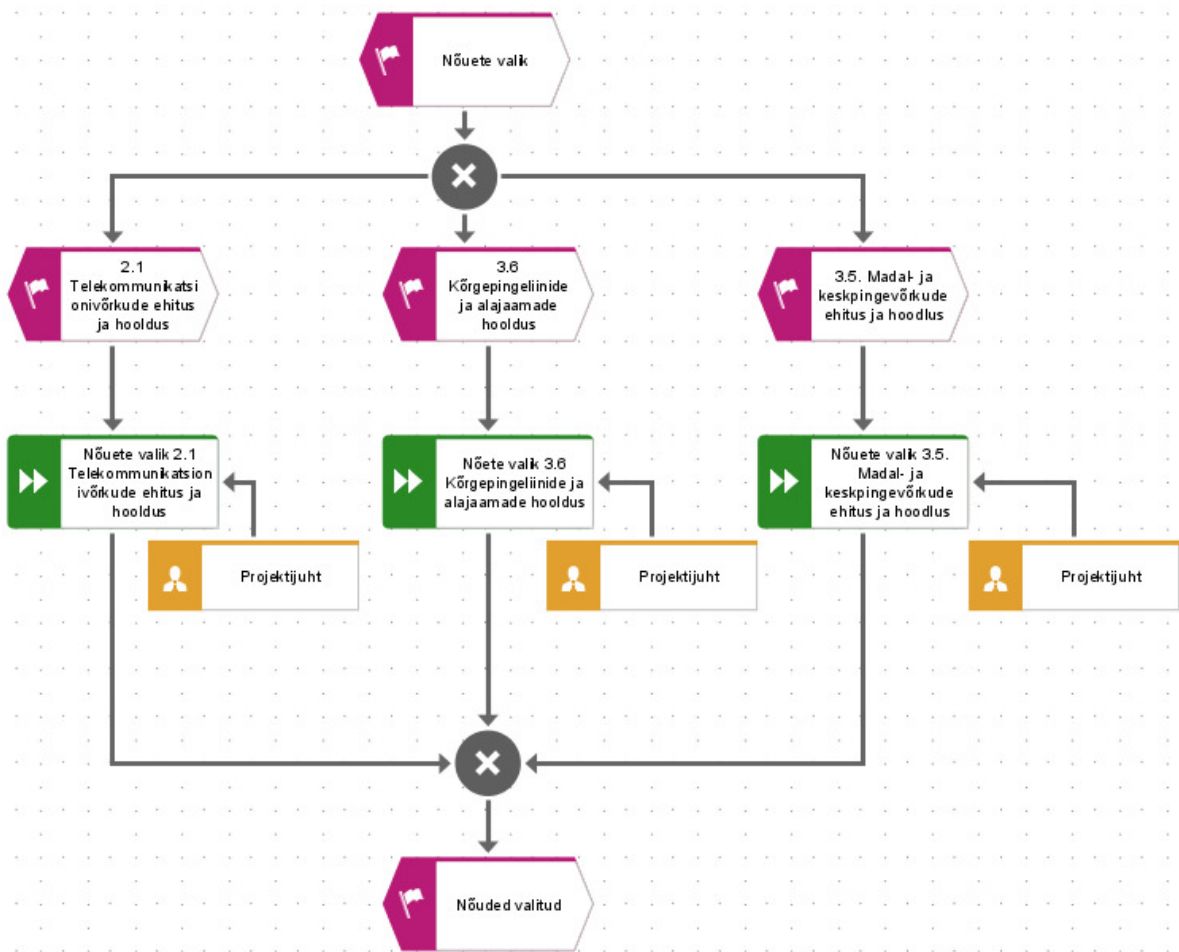 Nõuete valik
2.1
Telekommunikatsi
onivõrkude ehitus
ja hooldus
3.6
Kõrgepingeliinide
ja alajaamade
hooldus
3.5. Madal- ja
keskpingevõrkude
ehitus ja hoodlus
Nõuete valik 2.1
Telekommunikatsion
ivõrkude ehitus ja
hooldus
Nõete valik 3.6
Kõrgepingeliinide ja
alajaamade hooldus
Nõuete valik 3.5.
Madal- ja
keskpingevõrkude
ehitus ja hoodlus
Projektijuht
Projektijuht
Projektijuht
Nõuded valitud